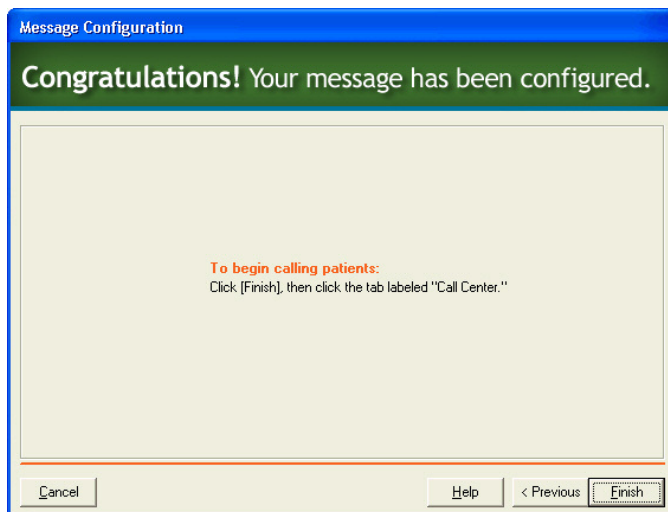 Message Configuration
Congratulations! Your message has been configured.
To begin calling patients:
Click [Finish], then click the tab labeled "Call Center."
Cancel
Help
< Previous
Finish